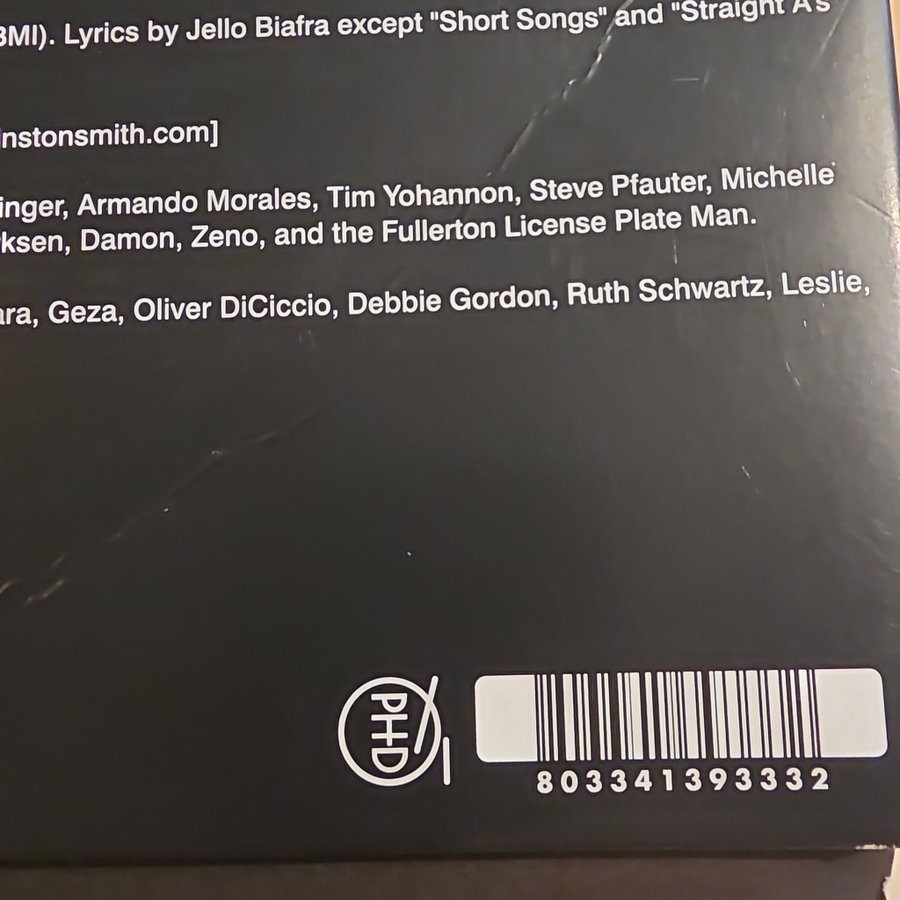 BMI). Lyrics by Jello Biafra except "Short Songs" and "Straight A's"
instonsmith.com]
inger, Armando Morales, Tim Yohannon, Steve Pfauter, Michelle
rksen, Damon, Zeno, and the Fullerton License Plate Man.
ara, Geza, Oliver DiCiccio, Debbie Gordon, Ruth Schwartz, Leslie,
PHD
803341393332